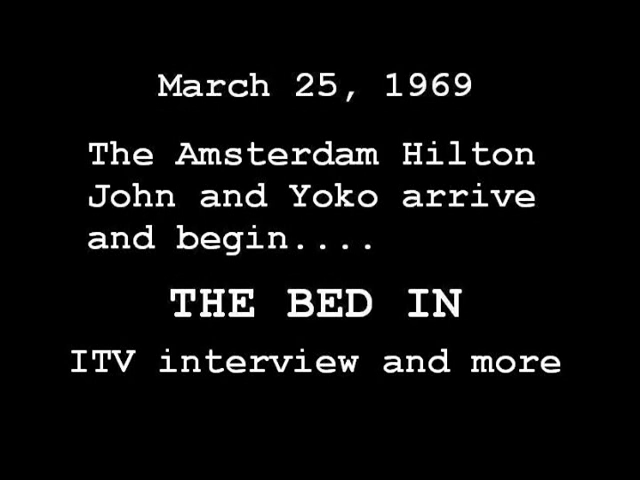 March 25, 1969
The Amsterdam Hilton
John and Yoko arrive
and begin....
THE BED IN
ITV interview and more